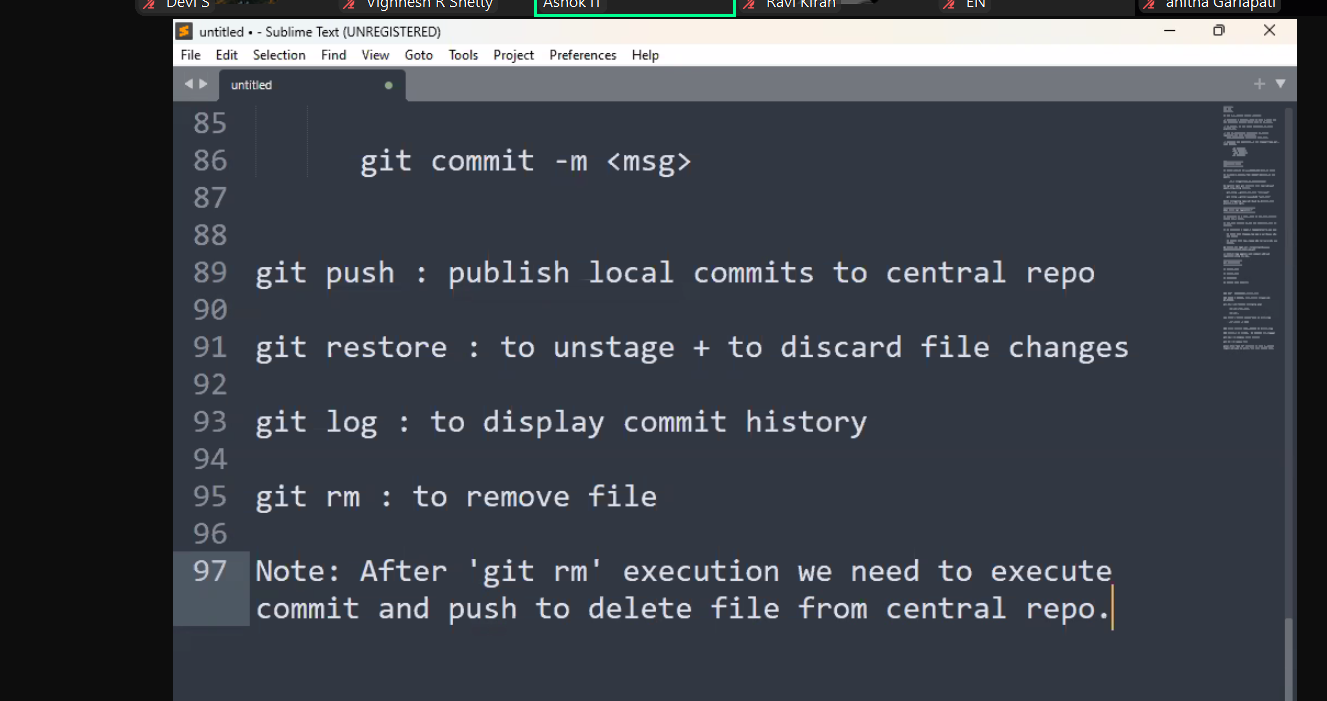 Devi S
Vighnesh R Shetty
Ashok IT
Ravi Kiran
EN
anitha Garlapati
untitled • - Sublime Text (UNREGISTERED)
File Edit Selection Find View Goto Tools Project Preferences Help
untitled
85
86 git commit -m <msg>
87
88
89 git push : publish local commits to central repo
90
91 git restore : to unstage + to discard file changes
92
93 git log : to display commit history
94
95 git rm : to remove file
96
97 Note: After 'git rm' execution we need to execute
commit and push to delete file from central repo.